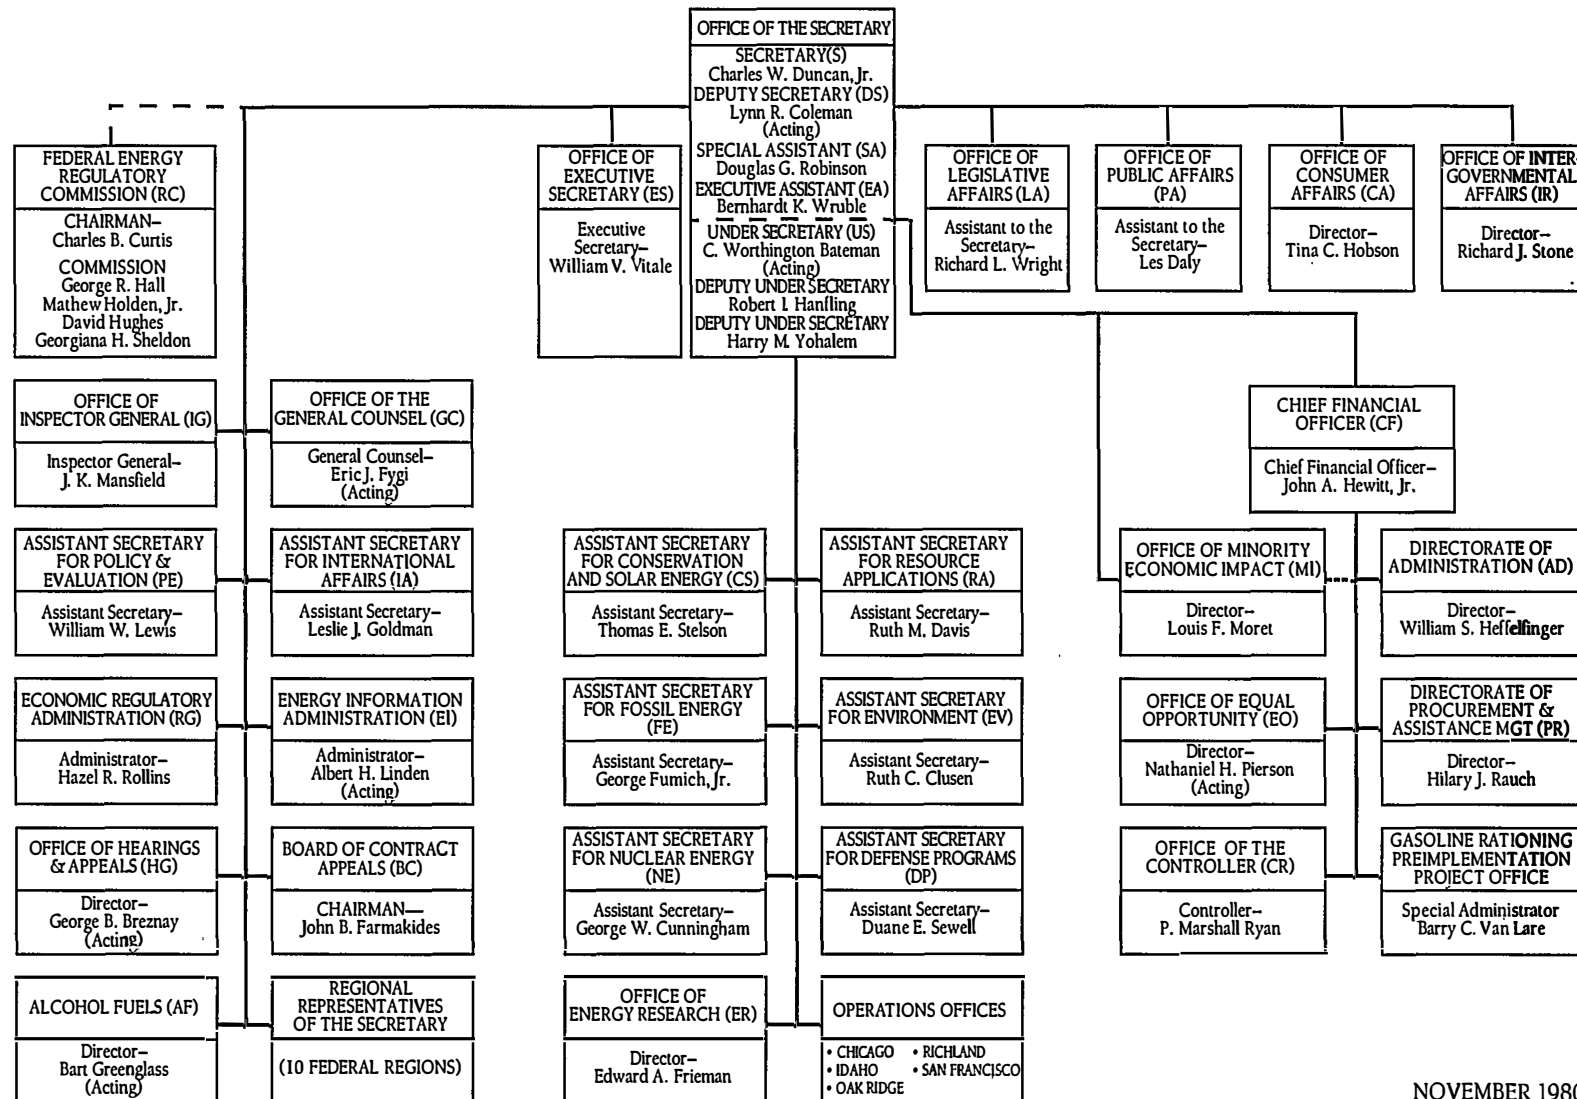 OFFICE OF THE SECRETARY
SECRETARY(S)
Charles W. Duncan, Jr.
DEPUTY SECRETARY (DS)
Lynn R. Coleman
(Acting)
SPECIAL ASSISTANT (SA)
Douglas G. Robinson
EXECUTIVE ASSISTANT (EA)
Bernhardt K. Wruble
UNDER SECRETARY (US)
C. Worthington Bateman
(Acting)
DEPUTY UNDER SECRETARY
Robert I. Hanfling
DEPUTY UNDER SECRETARY
Harry M. Yohalem
FEDERAL ENERGY
REGULATORY
COMMISSION (RC)
CHAIRMAN–
Charles B. Curtis
COMMISSION
George R. Hall
Mathew Holden, Jr.
David Hughes
Georgiana H. Sheldon
OFFICE OF
EXECUTIVE
SECRETARY (ES)
Executive
Secretary–
William V. Vitale
OFFICE OF
LEGISLATIVE
AFFAIRS (LA)
Assistant to the
Secretary–
Richard L. Wright
OFFICE OF
PUBLIC AFFAIRS
(PA)
Assistant to the
Secretary–
Les Daly
OFFICE OF
CONSUMER
AFFAIRS (CA)
Director–
Tina C. Hobson
OFFICE OF INTER-
GOVERNMENTAL
AFFAIRS (IR)
Director–
Richard J. Stone
OFFICE OF
INSPECTOR GENERAL (IG)
Inspector General–
J. K. Mansfield
OFFICE OF THE
GENERAL COUNSEL (GC)
General Counsel–
Eric J. Fygi
(Acting)
CHIEF FINANCIAL
OFFICER (CF)
Chief Financial Officer–
John A. Hewitt, Jr.
ASSISTANT SECRETARY
FOR POLICY &
EVALUATION (PE)
Assistant Secretary–
William W. Lewis
ASSISTANT SECRETARY
FOR INTERNATIONAL
AFFAIRS (IA)
Assistant Secretary–
Leslie J. Goldman
ASSISTANT SECRETARY
FOR CONSERVATION
AND SOLAR ENERGY (CS)
Assistant Secretary–
Thomas E. Stelson
ASSISTANT SECRETARY
FOR RESOURCE
APPLICATIONS (RA)
Assistant Secretary–
Ruth M. Davis
OFFICE OF MINORITY
ECONOMIC IMPACT (MI)
Director–
Louis F. Moret
DIRECTORATE OF
ADMINISTRATION (AD)
Director–
William S. Heffelfinger
ECONOMIC REGULATORY
ADMINISTRATION (RG)
Administrator–
Hazel R. Rollins
ENERGY INFORMATION
ADMINISTRATION (EI)
Administrator–
Albert H. Linden
(Acting)
ASSISTANT SECRETARY
FOR FOSSIL ENERGY
(FE)
Assistant Secretary–
George Fumich, Jr.
ASSISTANT SECRETARY
FOR ENVIRONMENT (EV)
Assistant Secretary–
Ruth C. Clusen
OFFICE OF EQUAL
OPPORTUNITY (EO)
Director–
Nathaniel H. Pierson
(Acting)
DIRECTORATE OF
PROCUREMENT &
ASSISTANCE MGT (PR)
Director–
Hilary J. Rauch
OFFICE OF HEARINGS
& APPEALS (HG)
Director–
George B. Breznay
(Acting)
BOARD OF CONTRACT
APPEALS (BC)
CHAIRMAN—
John B. Farmakides
ASSISTANT SECRETARY
FOR NUCLEAR ENERGY
(NE)
Assistant Secretary–
George W. Cunningham
ASSISTANT SECRETARY
FOR DEFENSE PROGRAMS
(DP)
Assistant Secretary–
Duane E. Sewell
OFFICE OF THE
CONTROLLER (CR)
Controller–
P. Marshall Ryan
GASOLINE RATIONING
PREIMPLEMENTATION
PROJECT OFFICE
Special Administrator
Barry C. Van Lare
ALCOHOL FUELS (AF)
Director–
Bart Greenglass
(Acting)
REGIONAL
REPRESENTATIVES
OF THE SECRETARY
(10 FEDERAL REGIONS)
OFFICE OF
ENERGY RESEARCH (ER)
Director–
Edward A. Frieman
OPERATIONS OFFICES
• CHICAGO • RICHLAND
• IDAHO • SAN FRANCISCO
• OAK RIDGE
NOVEMBER 1980